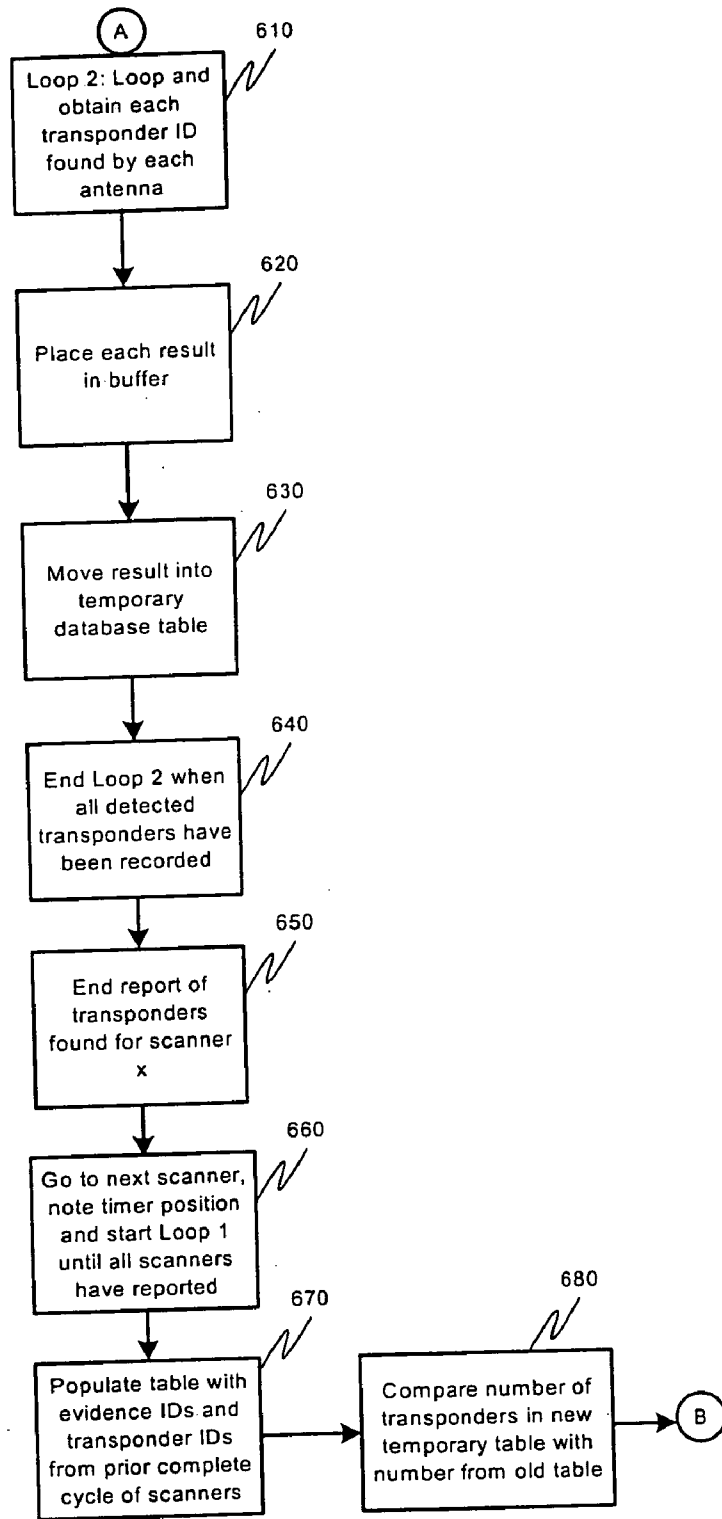 A
610
Loop 2: Loop and
obtain each
transponder ID
found by each
antenna
620
Place each result
in buffer
630
Move result into
temporary
database table
640
End Loop 2 when
all detected
transponders have
been recorded
650
End report of
transponders
found for scanner
x
660
Go to next scanner,
note timer position
and start Loop 1
until all scanners
have reported
670
Populate table with
evidence IDs and
transponder IDs
from prior complete
cycle of scanners
680
Compare number of
transponders in new
temporary table with
number from old table
B